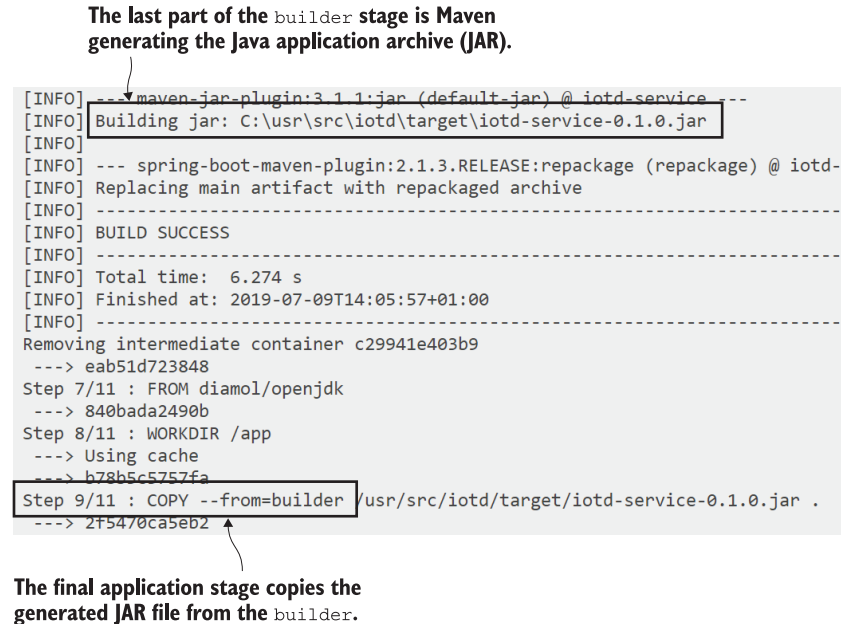 The last part of the builder stage is Maven
generating the Java application archive (JAR).
[INFO] --- maven-jar-plugin:3.1.1:jar (default-jar) @ iotd-service ---
[INFO] Building jar: C:\usr\src\iotd\target\iotd-service-0.1.0.jar
[INFO]
[INFO] --- spring-boot-maven-plugin:2.1.3.RELEASE:repackage (repackage) @ iotd-
[INFO] Replacing main artifact with repackaged archive
[INFO] ------------------------------------------------------------------------
[INFO] BUILD SUCCESS
[INFO] ------------------------------------------------------------------------
[INFO] Total time:  6.274 s
[INFO] Finished at: 2019-07-09T14:05:57+01:00
[INFO] ------------------------------------------------------------------------
Removing intermediate container c29941e403b9
 ---> eab51d723848
Step 7/11 : FROM diamol/openjdk
 ---> 840bada2490b
Step 8/11 : WORKDIR /app
 ---> Using cache
 ---> b78b5c5757fa
Step 9/11 : COPY --from=builder /usr/src/iotd/target/iotd-service-0.1.0.jar .
 ---> 2f5470ca5eb2
The final application stage copies the
generated JAR file from the builder.